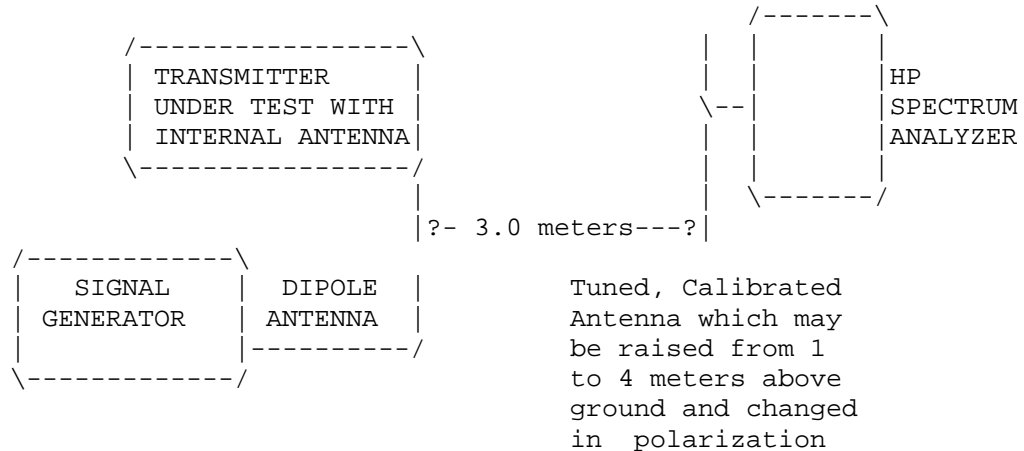 TRANSMITTER
UNDER TEST WITH
INTERNAL ANTENNA
HP
SPECTRUM
ANALYZER
|?- 3.0 meters---?|
SIGNAL
GENERATOR
DIPOLE
ANTENNA
Tuned, Calibrated
Antenna which may
be raised from 1
to 4 meters above
ground and changed
in polarization